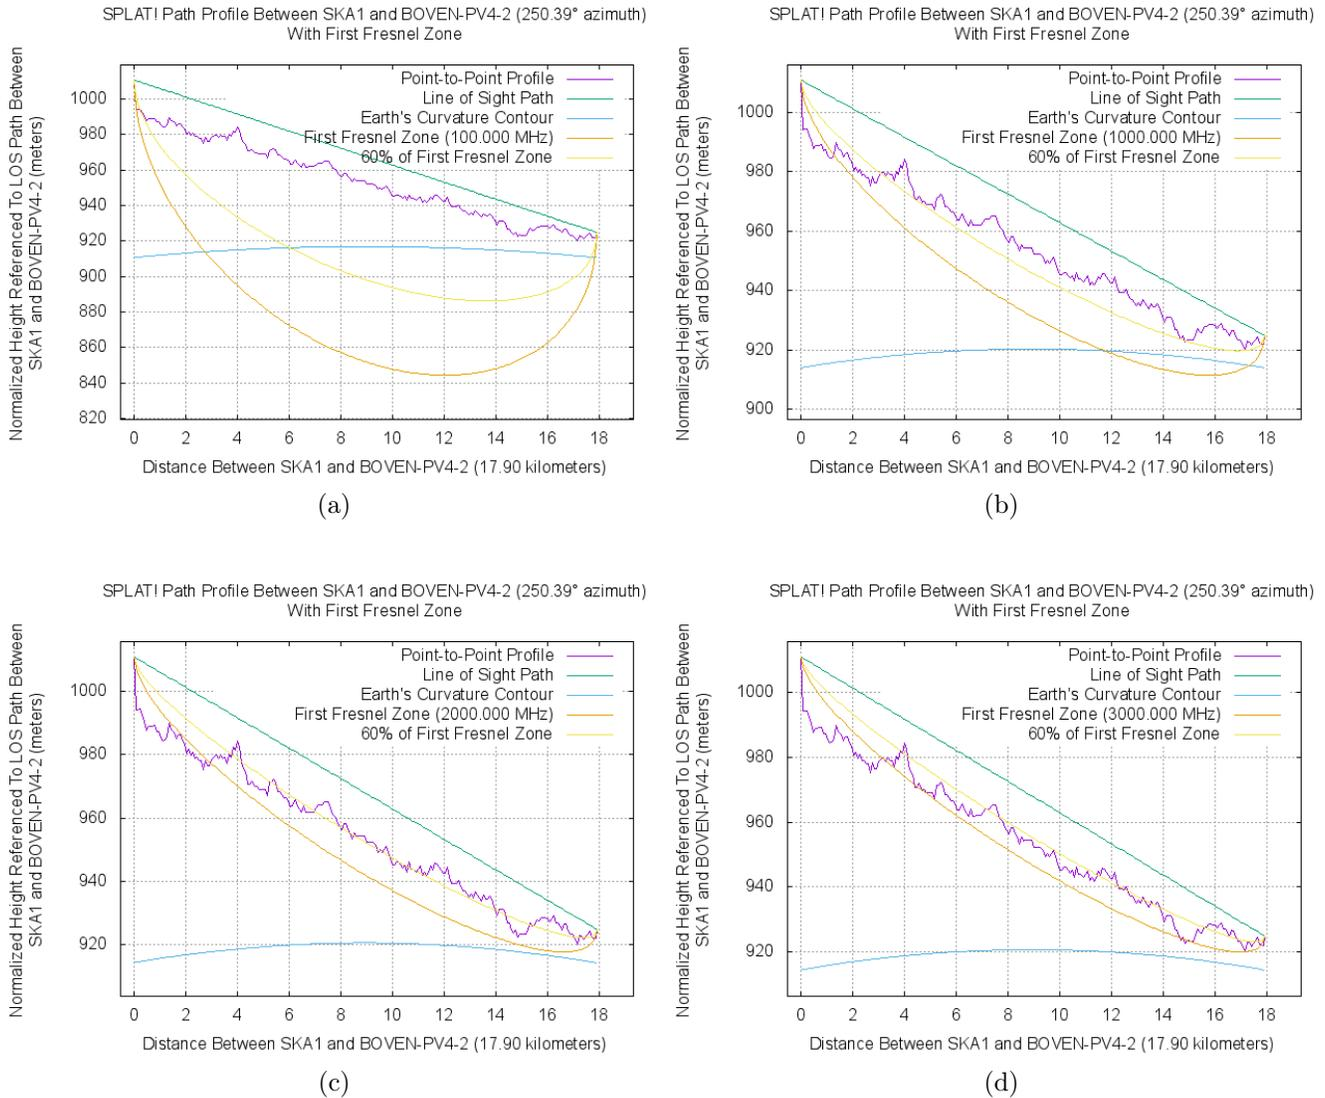 SPLAT! Path Profile Between SKA1 and BOVEN-PV4-2 (250.39° azimuth)
With First Fresnel Zone
Normalized Height Referenced To LOS Path Between
SKA1 and BOVEN-PV4-2 (meters)
Point-to-Point Profile
Line of Sight Path
Earth's Curvature Contour
First Fresnel Zone (100.000 MHz)
60% of First Fresnel Zone
1000
980
960
940
920
900
880
860
840
820
0 2 4 6 8 10 12 14 16 18
Distance Between SKA1 and BOVEN-PV4-2 (17.90 kilometers)
(a)
SPLAT! Path Profile Between SKA1 and BOVEN-PV4-2 (250.39° azimuth)
With First Fresnel Zone
Normalized Height Referenced To LOS Path Between
SKA1 and BOVEN-PV4-2 (meters)
Point-to-Point Profile
Line of Sight Path
Earth's Curvature Contour
First Fresnel Zone (1000.000 MHz)
60% of First Fresnel Zone
1000
980
960
940
920
900
0 2 4 6 8 10 12 14 16 18
Distance Between SKA1 and BOVEN-PV4-2 (17.90 kilometers)
(b)
SPLAT! Path Profile Between SKA1 and BOVEN-PV4-2 (250.39° azimuth)
With First Fresnel Zone
Normalized Height Referenced To LOS Path Between
SKA1 and BOVEN-PV4-2 (meters)
Point-to-Point Profile
Line of Sight Path
Earth's Curvature Contour
First Fresnel Zone (2000.000 MHz)
60% of First Fresnel Zone
1000
980
960
940
920
0 2 4 6 8 10 12 14 16 18
Distance Between SKA1 and BOVEN-PV4-2 (17.90 kilometers)
(c)
SPLAT! Path Profile Between SKA1 and BOVEN-PV4-2 (250.39° azimuth)
With First Fresnel Zone
Normalized Height Referenced To LOS Path Between
SKA1 and BOVEN-PV4-2 (meters)
Point-to-Point Profile
Line of Sight Path
Earth's Curvature Contour
First Fresnel Zone (3000.000 MHz)
60% of First Fresnel Zone
1000
980
960
940
920
0 2 4 6 8 10 12 14 16 18
Distance Between SKA1 and BOVEN-PV4-2 (17.90 kilometers)
(d)